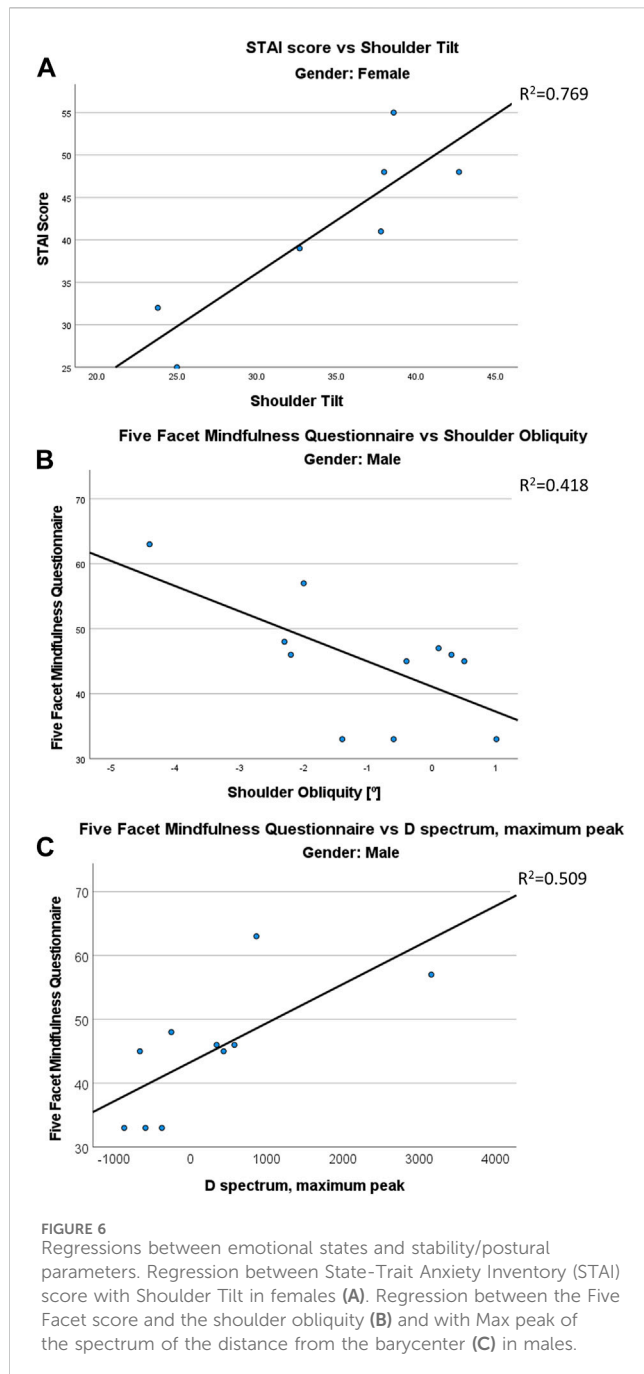 A
STAI score vs Shoulder Tilt
Gender: Female
R²=0.769
STAI Score
55
50
45
40
35
30
25
20.0 25.0 30.0 35.0 40.0 45.0
Shoulder Tilt
Five Facet Mindfulness Questionnaire vs Shoulder Obliquity
B
Gender: Male
R²=0.418
Five Facet Mindfulness Questionnaire
70
60
50
40
30
-5 -4 -3 -2 -1 0 1
Shoulder Obliquity [º]
Five Facet Mindfulness Questionnaire vs D spectrum, maximum peak
C
Gender: Male
R²=0.509
Five Facet Mindfulness Questionnaire
70
60
50
40
30
-1000 0 1000 2000 3000 4000
D spectrum, maximum peak
FIGURE 6
Regressions between emotional states and stability/postural
parameters. Regression between State-Trait Anxiety Inventory (STAI)
score with Shoulder Tilt in females (A). Regression between the Five
Facet score and the shoulder obliquity (B) and with Max peak of
the spectrum of the distance from the barycenter (C) in males.